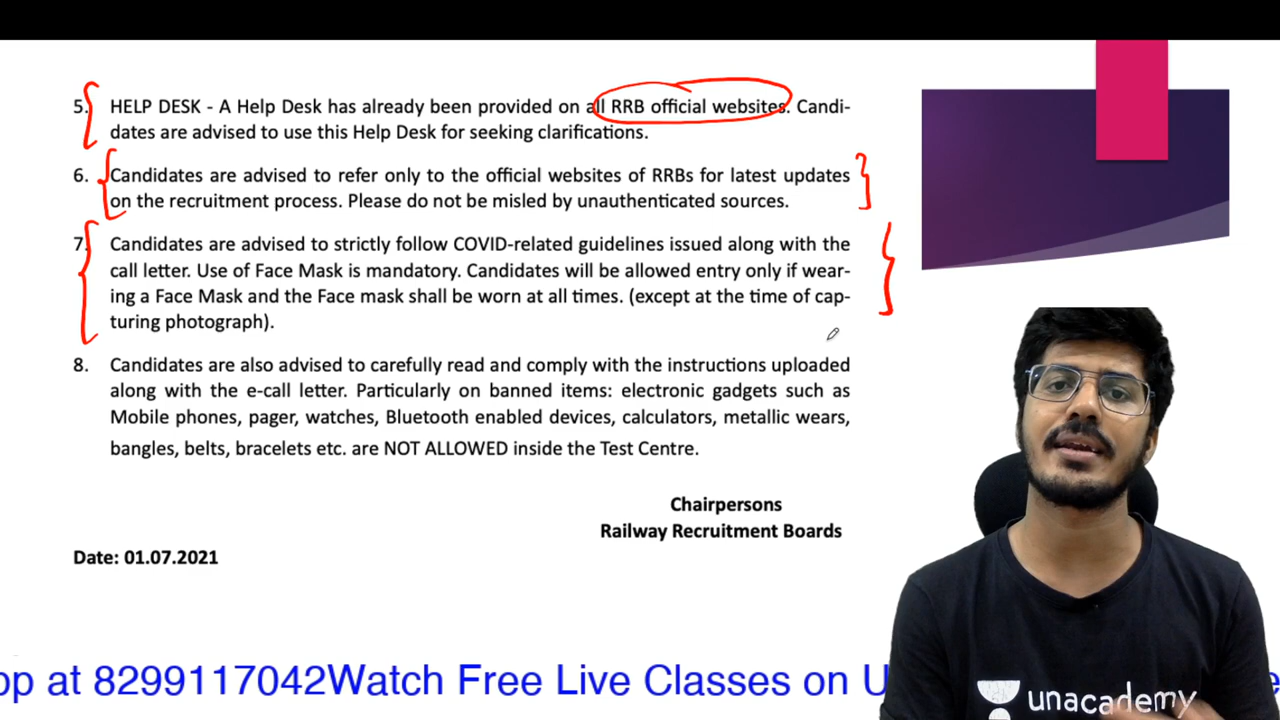 5. HELP DESK - A Help Desk has already been provided on all RRB official websites. Candi-
dates are advised to use this Help Desk for seeking clarifications.
6. Candidates are advised to refer only to the official websites of RRBs for latest updates
on the recruitment process. Please do not be misled by unauthenticated sources.
7. Candidates are advised to strictly follow COVID-related guidelines issued along with the
call letter. Use of Face Mask is mandatory. Candidates will be allowed entry only if wear-
ing a Face Mask and the Face mask shall be worn at all times. (except at the time of cap-
turing photograph).
8. Candidates are also advised to carefully read and comply with the instructions uploaded
along with the e-call letter. Particularly on banned items: electronic gadgets such as
Mobile phones, pager, watches, Bluetooth enabled devices, calculators, metallic wears,
bangles, belts, bracelets etc. are NOT ALLOWED inside the Test Centre.
Chairpersons
Railway Recruitment Boards
Date: 01.07.2021
op at 8299117042Watch Free Live Classes on U
unacademy